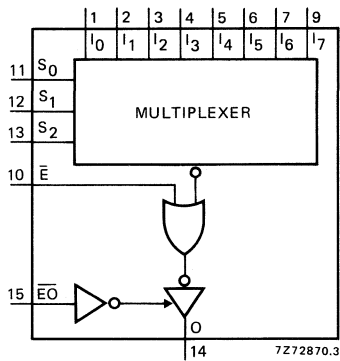 1 2 3 4 5 6 7 9
I0 I1 I2 I3 I4 I5 I6 I7
11 S0
MULTIPLEXER
12 S1
13 S2
10 E̅
15 E̅O̅
O
14
7Z72870.3